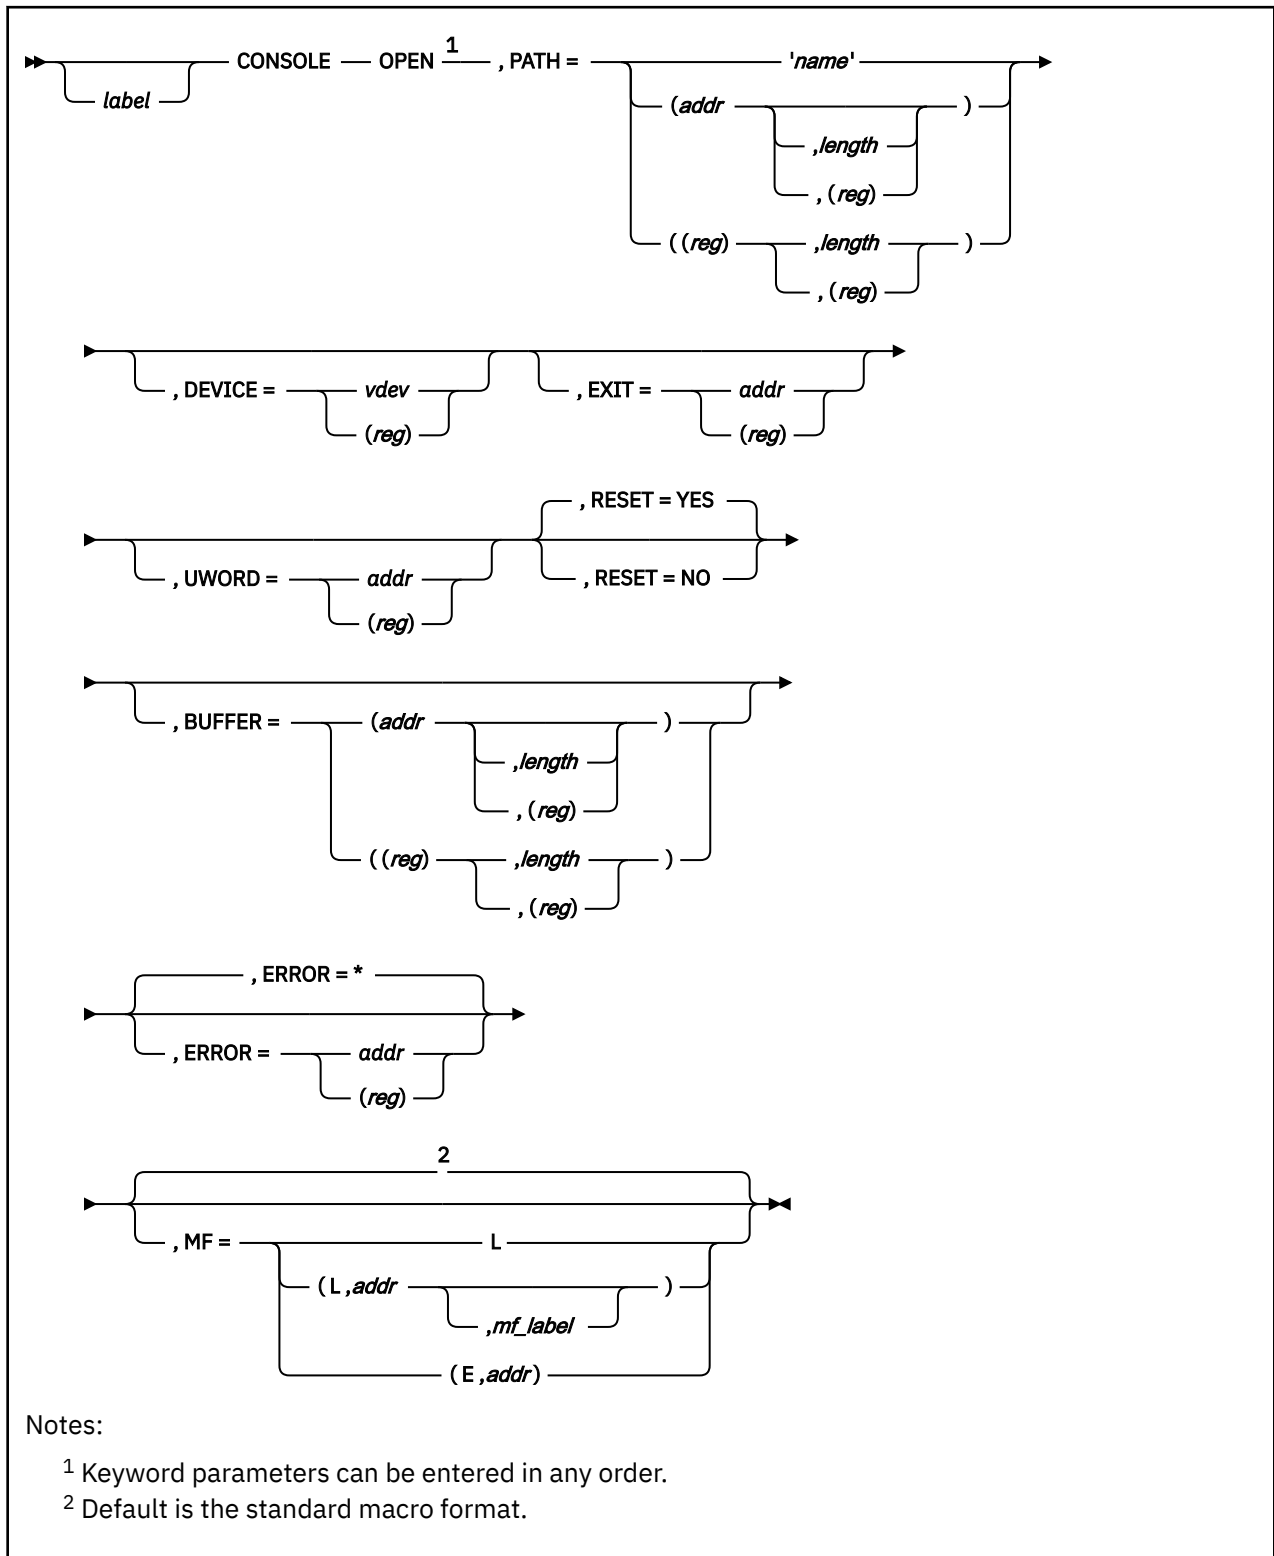 1
CONSOLE OPEN , PATH = 'name'
label
(addr )
,length
, (reg)
( (reg) ,length )
, (reg)
, DEVICE = vdev , EXIT = addr
(reg) (reg)
, RESET = YES
, UWORD = addr , RESET = NO
(reg)
, BUFFER = (addr )
,length
, (reg)
( (reg) ,length )
, (reg)
, ERROR = *
, ERROR = addr
(reg)
2
, MF = L
( L ,addr )
,mf_label
( E ,addr )
Notes:
1 Keyword parameters can be entered in any order.
2 Default is the standard macro format.